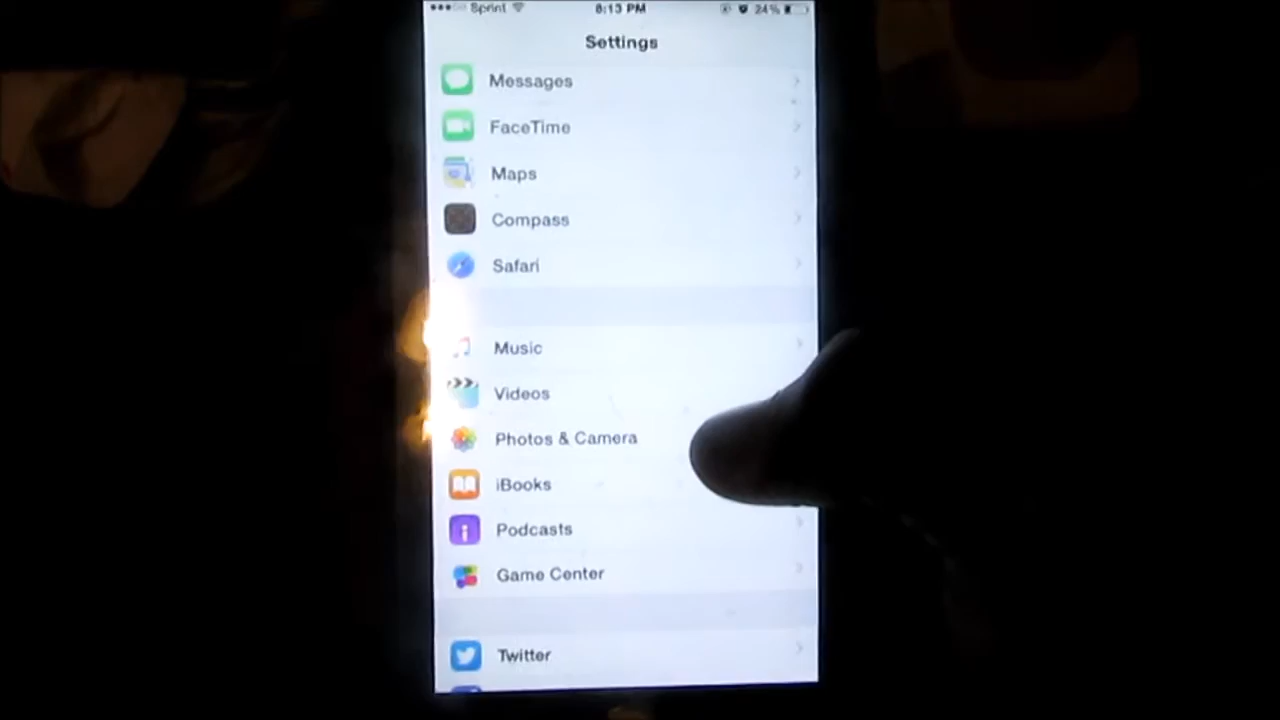 Sprint 8:13 PM 24%
Settings
Messages
FaceTime
Maps
Compass
Safari
Music
Videos
Photos & Camera
iBooks
Podcasts
Game Center
Twitter